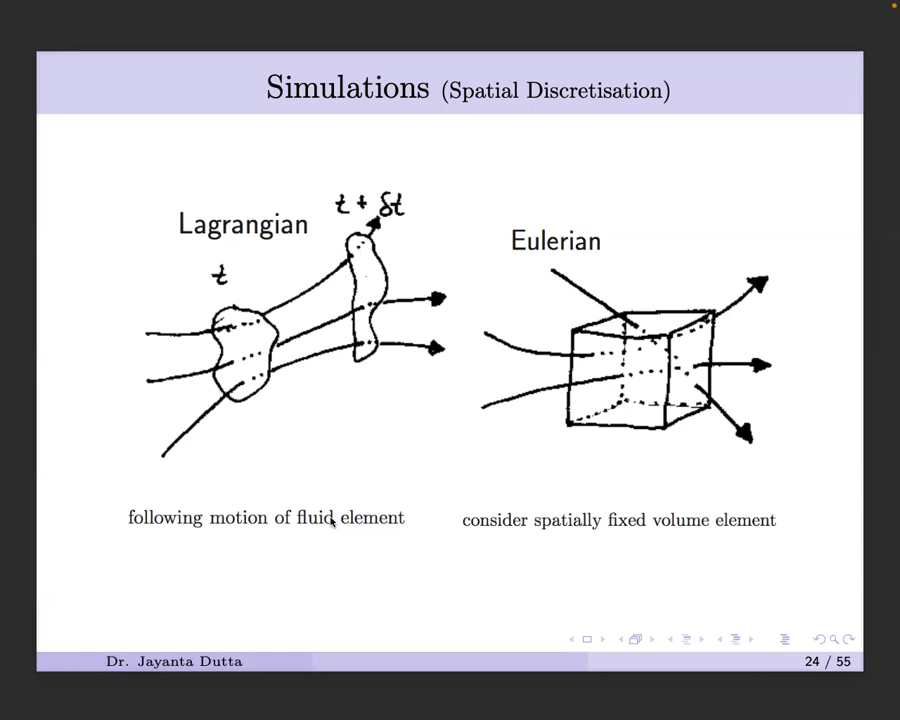 Simulations (Spatial Discretisation)
Lagrangian
t
t + δt
Eulerian
following motion of fluid element
consider spatially fixed volume element
Dr. Jayanta Dutta
24 / 55